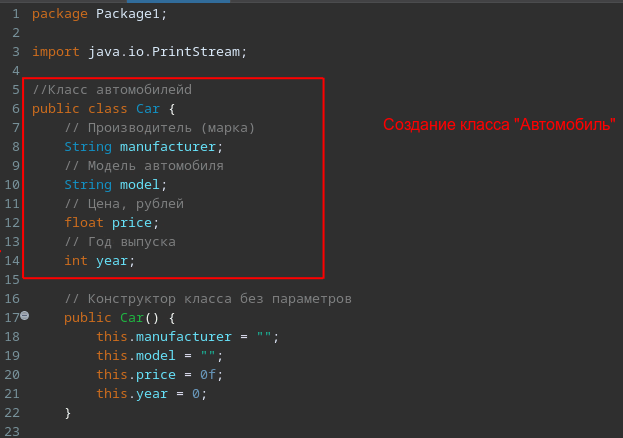 1 package Package1;
2
3 import java.io.PrintStream;
4
5 //Класс автомобилейd
6 public class Car {
7 // Производитель (марка)
8 String manufacturer;
9 // Модель автомобиля
10 String model;
11 // Цена, рублей
12 float price;
13 // Год выпуска
14 int year;
15
16 // Конструктор класса без параметров
17 public Car() {
18 this.manufacturer = "";
19 this.model = "";
20 this.price = 0f;
21 this.year = 0;
22 }
23
Создание класса "Автомобиль"